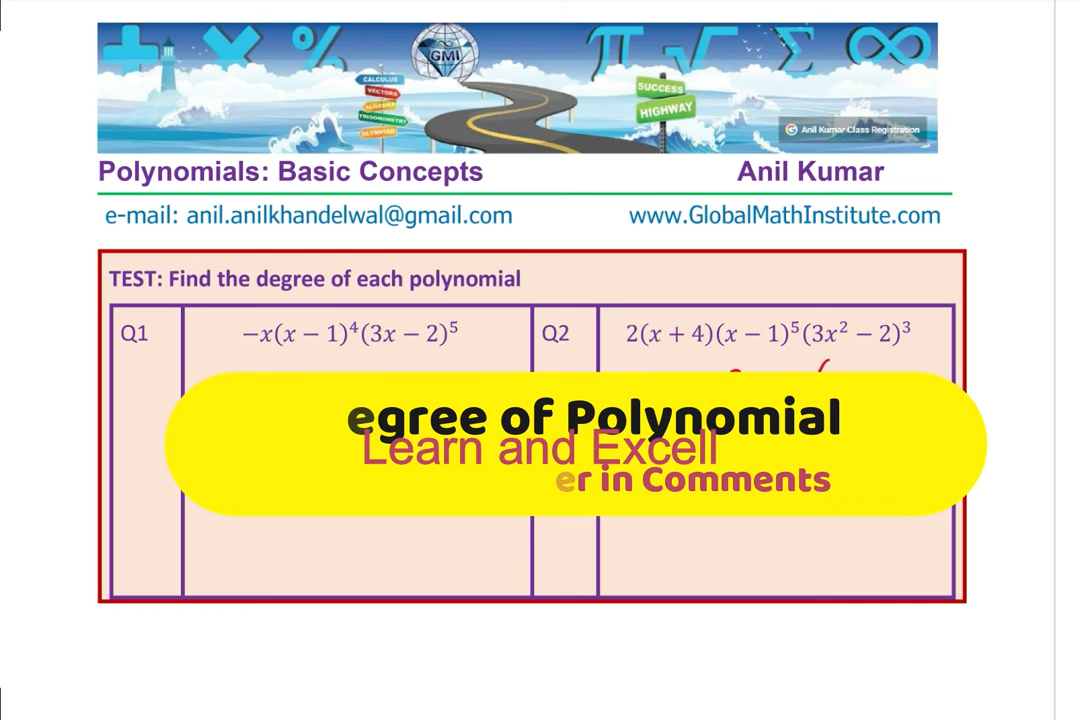 GMI
CALCULUS
VECTORS
ALGEBRA
TRIGONOMETRY
OLYMPIAD
SUCCESS
HIGHWAY
Anil Kumar Class Registration
Polynomials: Basic Concepts Anil Kumar
e-mail: anil.anilkhandelwal@gmail.com www.GlobalMathInstitute.com
TEST: Find the degree of each polynomial
Q1 −x(x − 1)⁴(3x − 2)⁵ Q2 2(x + 4)(x − 1)⁵(3x² − 2)³
egree of Polynomial
Learn and Excell
er in Comments